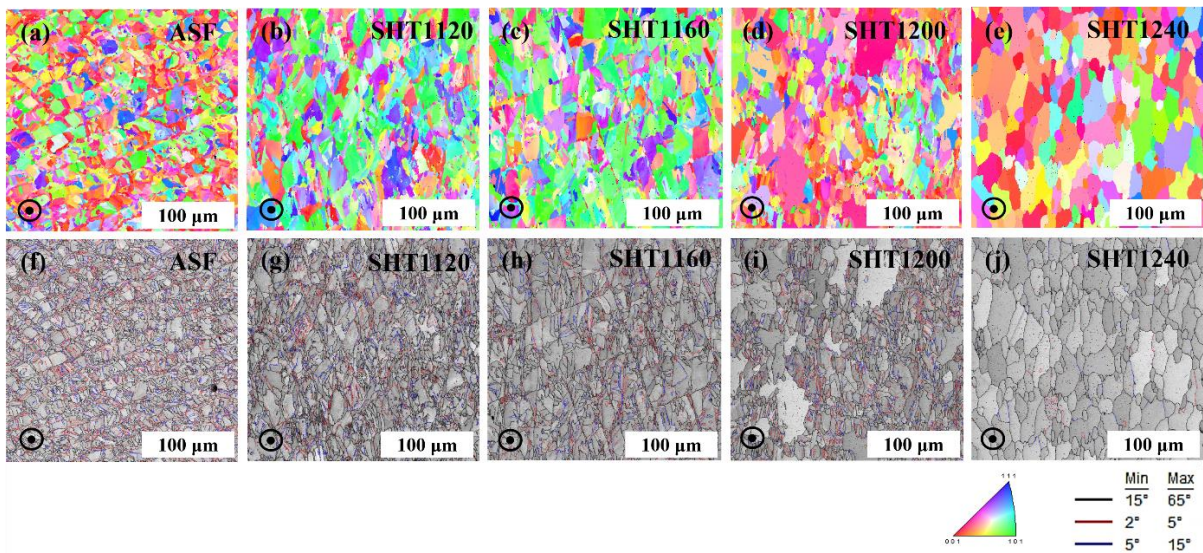 (a) ASF
(b) SHT1120
(c) SHT1160
(d) SHT1200
(e) SHT1240
100 μm
100 μm
100 μm
100 μm
100 μm
(f) ASF
(g) SHT1120
(h) SHT1160
(i) SHT1200
(j) SHT1240
100 μm
100 μm
100 μm
100 μm
100 μm
111
001 101
Min Max
15° 65°
2° 5°
5° 15°